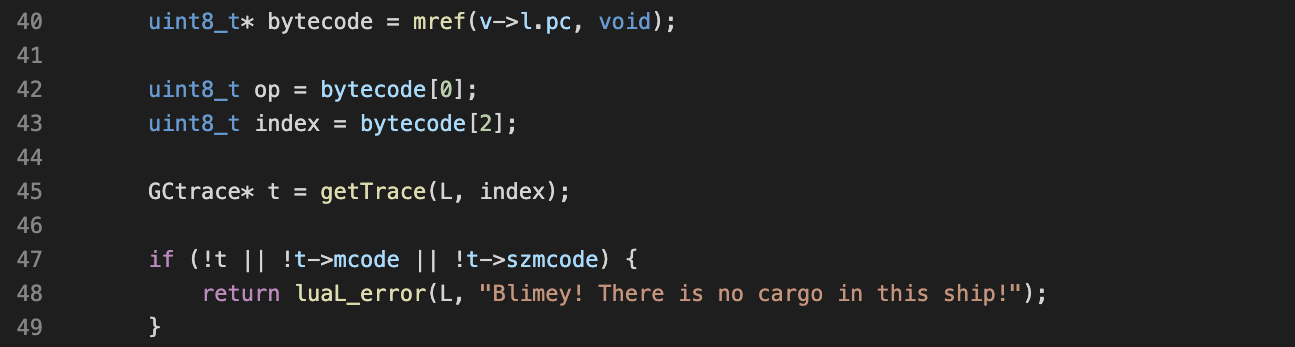 40 uint8_t* bytecode = mref(v->l.pc, void);
41
42 uint8_t op = bytecode[0];
43 uint8_t index = bytecode[2];
44
45 GCtrace* t = getTrace(L, index);
46
47 if (!t || !t->mcode || !t->szmcode) {
48 return luaL_error(L, "Blimey! There is no cargo in this ship!");
49 }